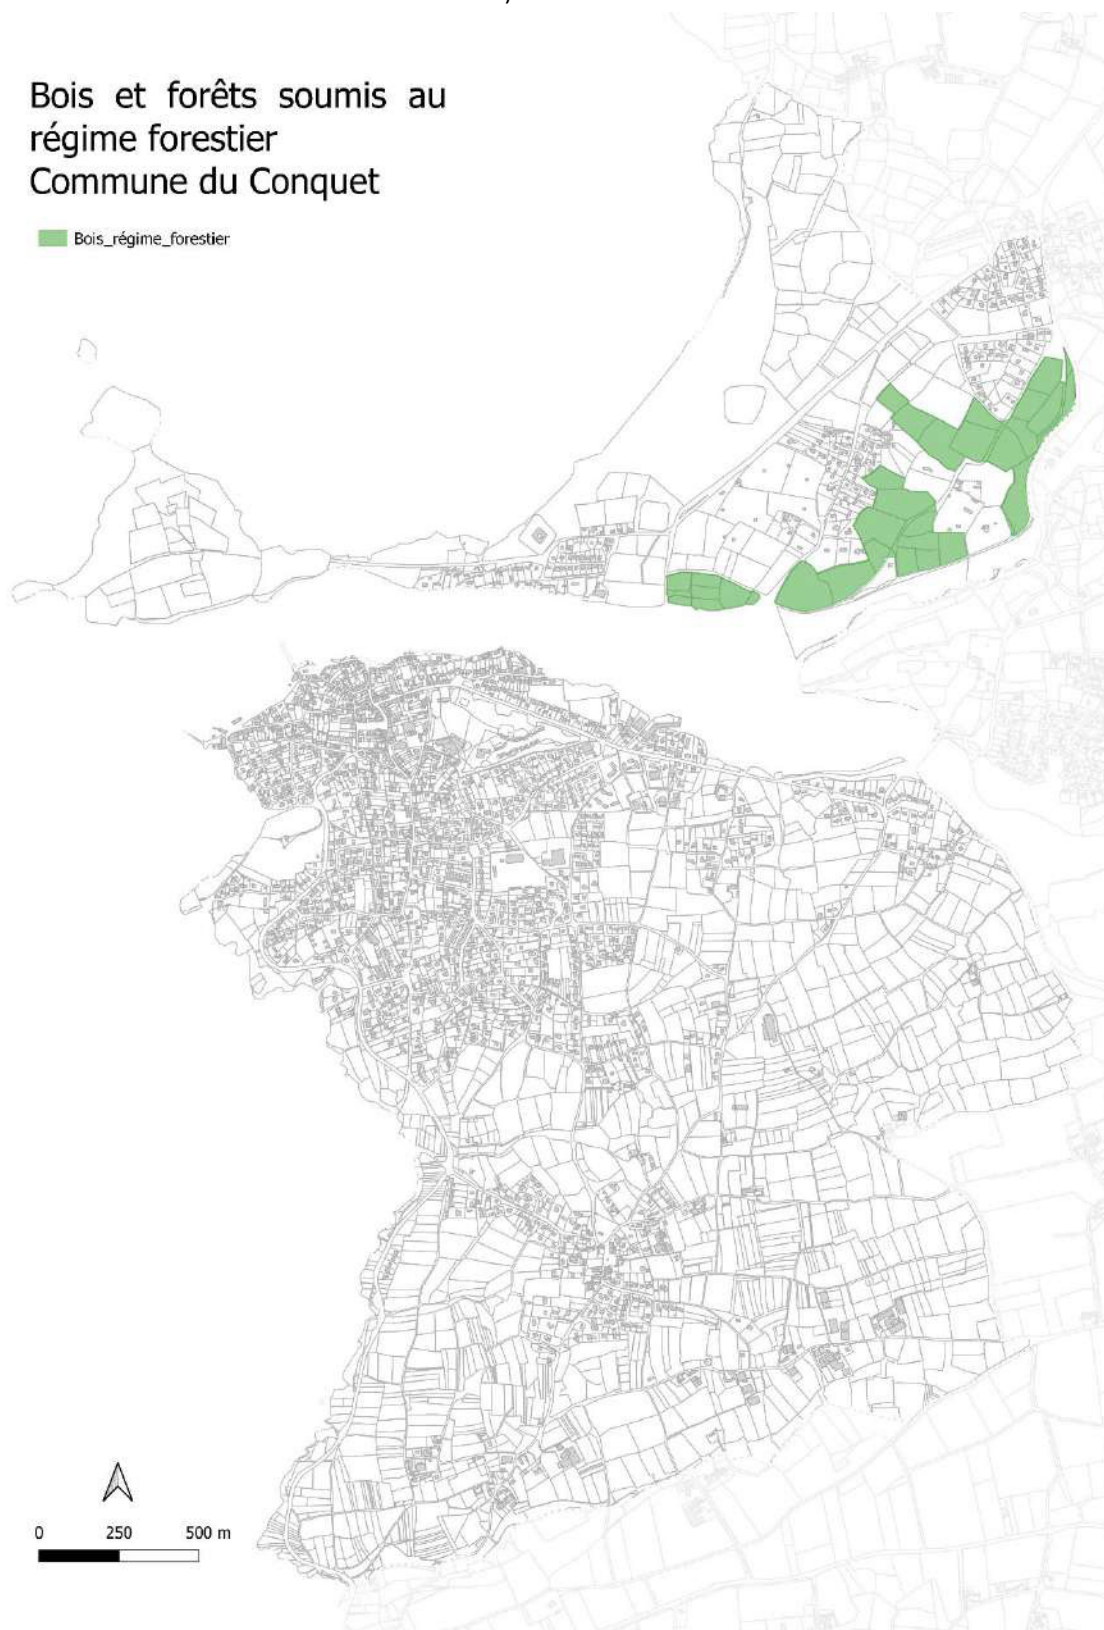 Bois et forêts soumis au
régime forestier
Commune du Conquet
Bois_régime_forestier
0 250 500 m